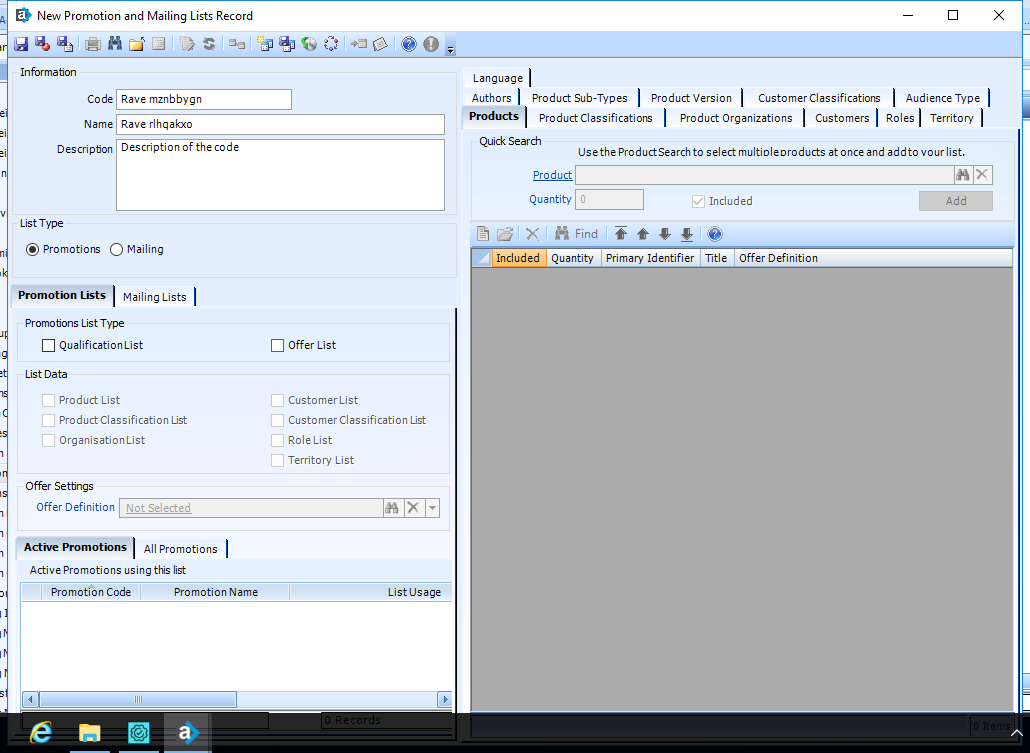 New Promotion and Mailing Lists Record
Information
Code Rave mznbbygn
Name Rave rlhqakxo
Description Description of the code
List Type
Promotions Mailing
Promotion Lists Mailing Lists
Promotions List Type
Qualification List Offer List
List Data
Product List Customer List
Product Classification List Customer Classification List
Organisation List Role List
Territory List
Offer Settings
Offer Definition Not Selected
Active Promotions All Promotions
Active Promotions using this list
Promotion Code Promotion Name List Usage
0 Records
Language
Authors Product Sub-Types Product Version Customer Classifications Audience Type
Products Product Classifications Product Organizations Customers Roles Territory
Quick Search
Use the Product Search to select multiple products at once and add to your list.
Product
Quantity 0 Included Add
Find
Included Quantity Primary Identifier Title Offer Definition
0 Items